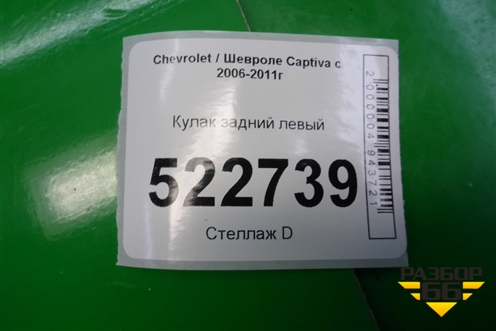 Chevrolet / Шевроле Captiva с
2006-2011г
Кулак задний левый
522739
Стеллаж D
2000004943721
РАЗБОР
66